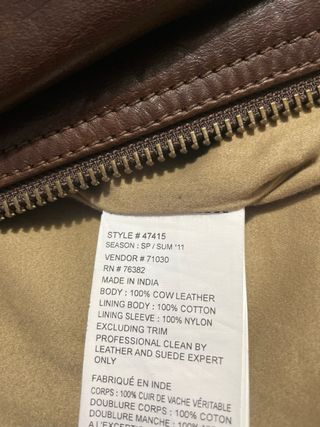 STYLE # 47415
SEASON : SP / SUM '11
VENDOR # 71030
RN # 76382
MADE IN INDIA
BODY : 100% COW LEATHER
LINING BODY : 100% COTTON
LINING SLEEVE : 100% NYLON
EXCLUDING TRIM
PROFESSIONAL CLEAN BY
LEATHER AND SUEDE EXPERT
ONLY
FABRIQUÉ EN INDE
CORPS : 100% CUIR DE VACHE VÉRITABLE
DOUBLURE CORPS : 100% COTON
DOUBLURE MANCHE : 100%